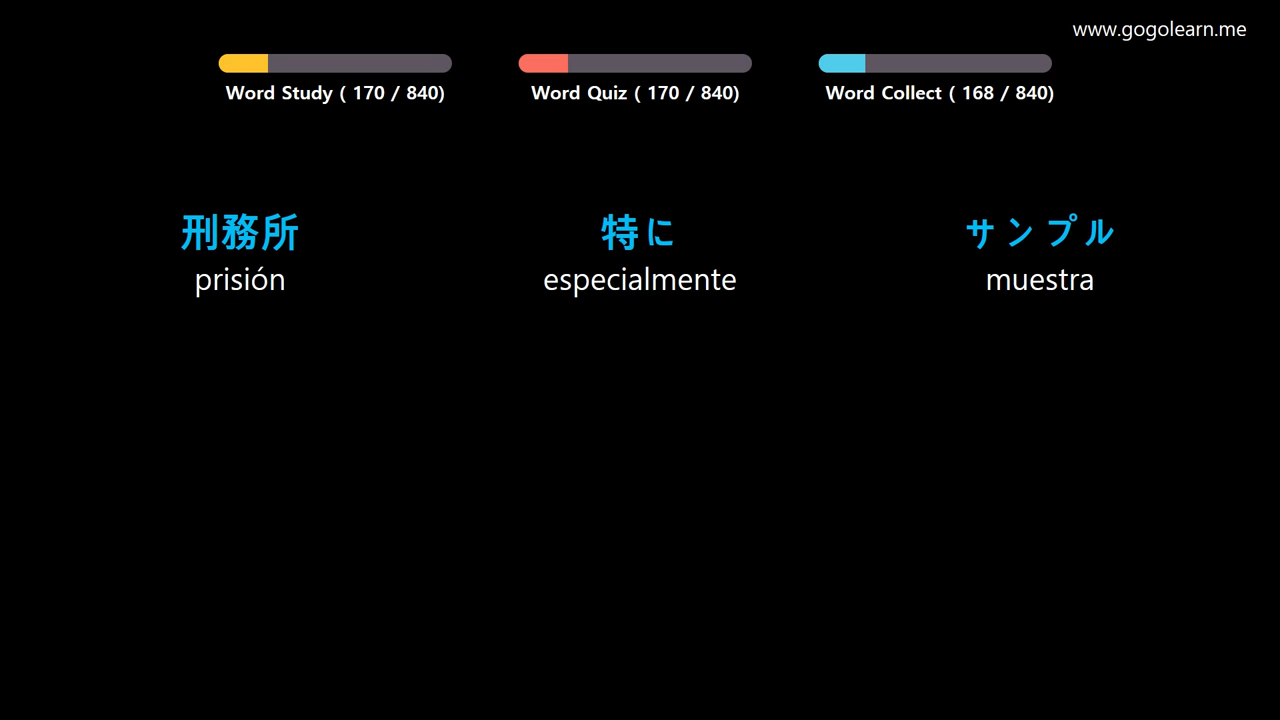 www.gogolearn.me
Word Study ( 170 / 840)
Word Quiz ( 170 / 840)
Word Collect ( 168 / 840)
刑務所
prisión
特に
especialmente
サンプル
muestra